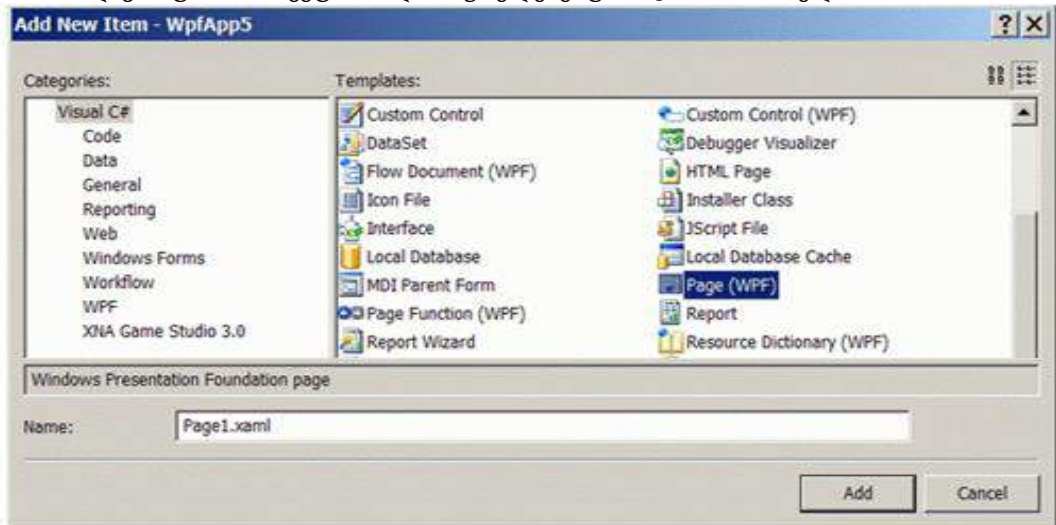 Add New Item - WpfApp5
Categories:
Templates:
Visual C#
Code
Data
General
Reporting
Web
Windows Forms
Workflow
WPF
XNA Game Studio 3.0
Custom Control
Custom Control (WPF)
DataSet
Debugger Visualizer
Flow Document (WPF)
HTML Page
Icon File
Installer Class
Interface
JScript File
Local Database
Local Database Cache
MDI Parent Form
Page (WPF)
Page Function (WPF)
Report
Report Wizard
Resource Dictionary (WPF)
Windows Presentation Foundation page
Name:
Page1.xaml
Add
Cancel